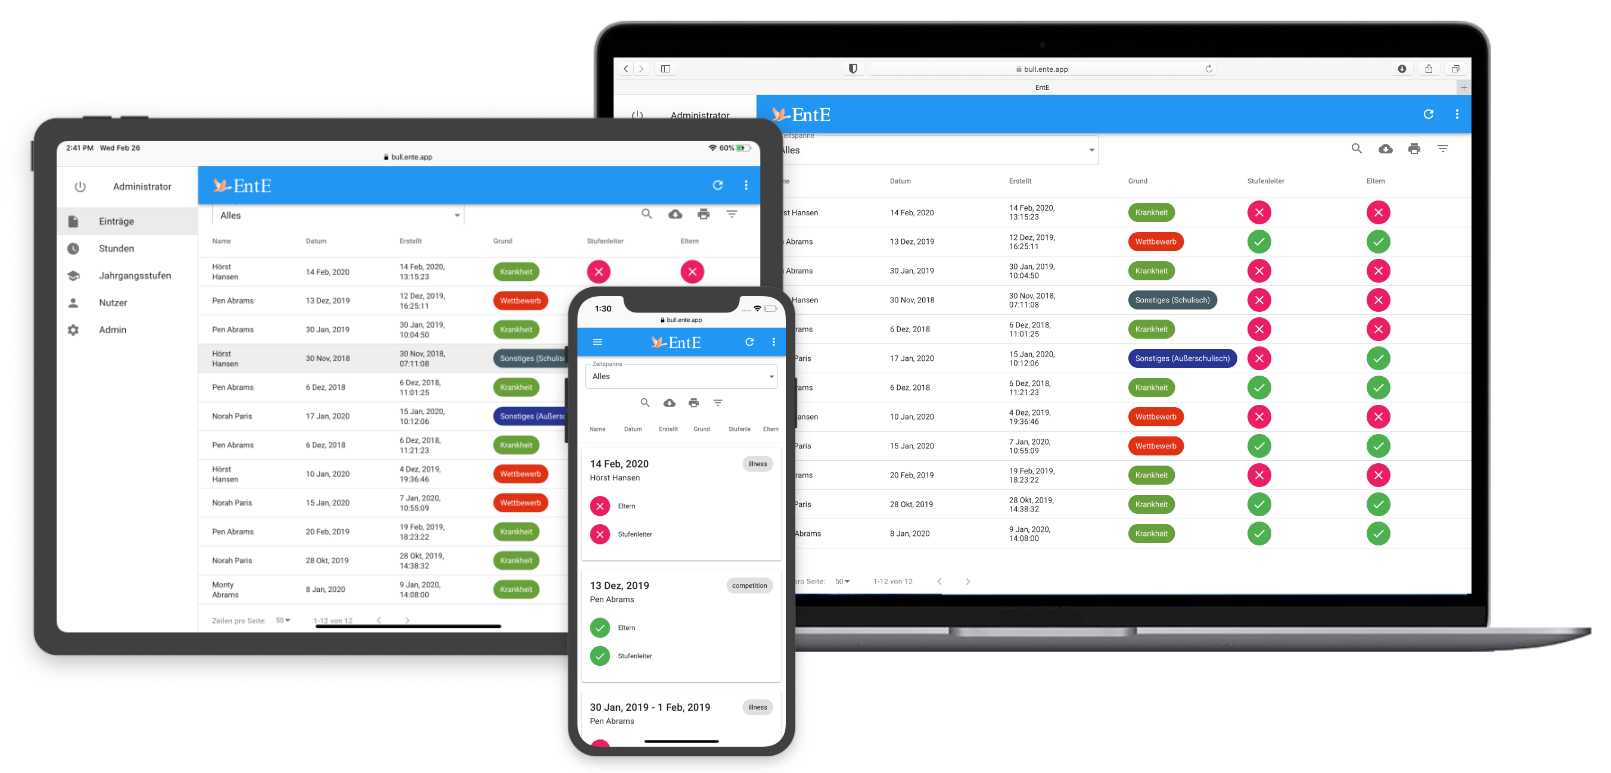 2:41 PM Wed Feb 26
60%
bull.ente.app
Administrator
EntE
Einträge
Stunden
Jahrgangsstufen
Nutzer
Admin
Alles
Name Datum Erstellt Grund Stufenleiter Eltern
Hörst Hansen 14 Feb, 2020 14 Feb, 2020, 13:15:23 Krankheit
Pen Abrams 13 Dez, 2019 12 Dez, 2019, 16:25:11 Wettbewerb
Pen Abrams 30 Jan, 2019 30 Jan, 2019, 10:04:50 Krankheit
Hörst Hansen 30 Nov, 2018 30 Nov, 2018, 07:11:08 Sonstiges (Schulis
Pen Abrams 6 Dez, 2018 6 Dez, 2018, 11:01:25 Krankheit
Norah Paris 17 Jan, 2020 15 Jan, 2020, 10:12:06 Sonstiges (Außers
Pen Abrams 6 Dez, 2018 6 Dez, 2018, 11:21:23 Krankheit
Hörst Hansen 10 Jan, 2020 4 Dez, 2019, 19:36:46 Wettbewerb
Norah Paris 15 Jan, 2020 7 Jan, 2020, 10:55:09 Wettbewerb
Pen Abrams 20 Feb, 2019 19 Feb, 2019, 18:23:22 Krankheit
Norah Paris 28 Okt, 2019 28 Okt, 2019, 14:38:32 Krankheit
Monty Abrams 8 Jan, 2020 9 Jan, 2020, 14:08:00 Krankheit
Zeilen pro Seite: 50 1-12 von 12
1:30
bull.ente.app
EntE
Zeitspanne
Alles
Name Datum Erstellt Grund Stufenle Eltern
14 Feb, 2020 illness
Hörst Hansen
Eltern
Stufenleiter
13 Dez, 2019 competition
Pen Abrams
Eltern
Stufenleiter
30 Jan, 2019 - 1 Feb, 2019 illness
Pen Abrams
bull.ente.app
EntE
Administrator
EntE
eitspanne
lles
me Datum Erstellt Grund Stufenleiter Eltern
rst Hansen 14 Feb, 2020 14 Feb, 2020, 13:15:23 Krankheit
Abrams 13 Dez, 2019 12 Dez, 2019, 16:25:11 Wettbewerb
Abrams 30 Jan, 2019 30 Jan, 2019, 10:04:50 Krankheit
Hansen 30 Nov, 2018 30 Nov, 2018, 07:11:08 Sonstiges (Schulisch)
rams 6 Dez, 2018 6 Dez, 2018, 11:01:25 Krankheit
Paris 17 Jan, 2020 15 Jan, 2020, 10:12:06 Sonstiges (Außerschulisch)
rams 6 Dez, 2018 6 Dez, 2018, 11:21:23 Krankheit
ansen 10 Jan, 2020 4 Dez, 2019, 19:36:46 Wettbewerb
Paris 15 Jan, 2020 7 Jan, 2020, 10:55:09 Wettbewerb
rams 20 Feb, 2019 19 Feb, 2019, 18:23:22 Krankheit
Paris 28 Okt, 2019 28 Okt, 2019, 14:38:32 Krankheit
Abrams 8 Jan, 2020 9 Jan, 2020, 14:08:00 Krankheit
pro Seite: 50 1-12 von 12